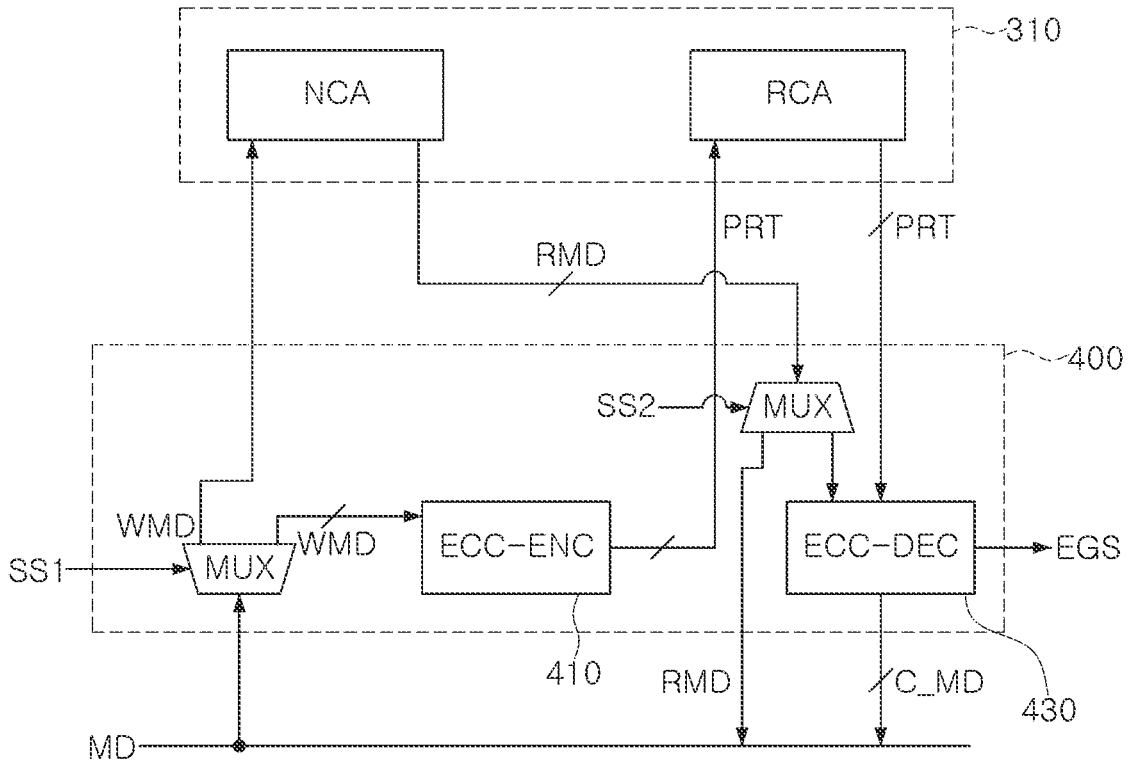 310
NCA
RCA
PRT
PRT
RMD
400
SS2
MUX
WMD
WMD
ECC-ENC
ECC-DEC
EGS
SS1
MUX
410
RMD
C_MD
430
MD